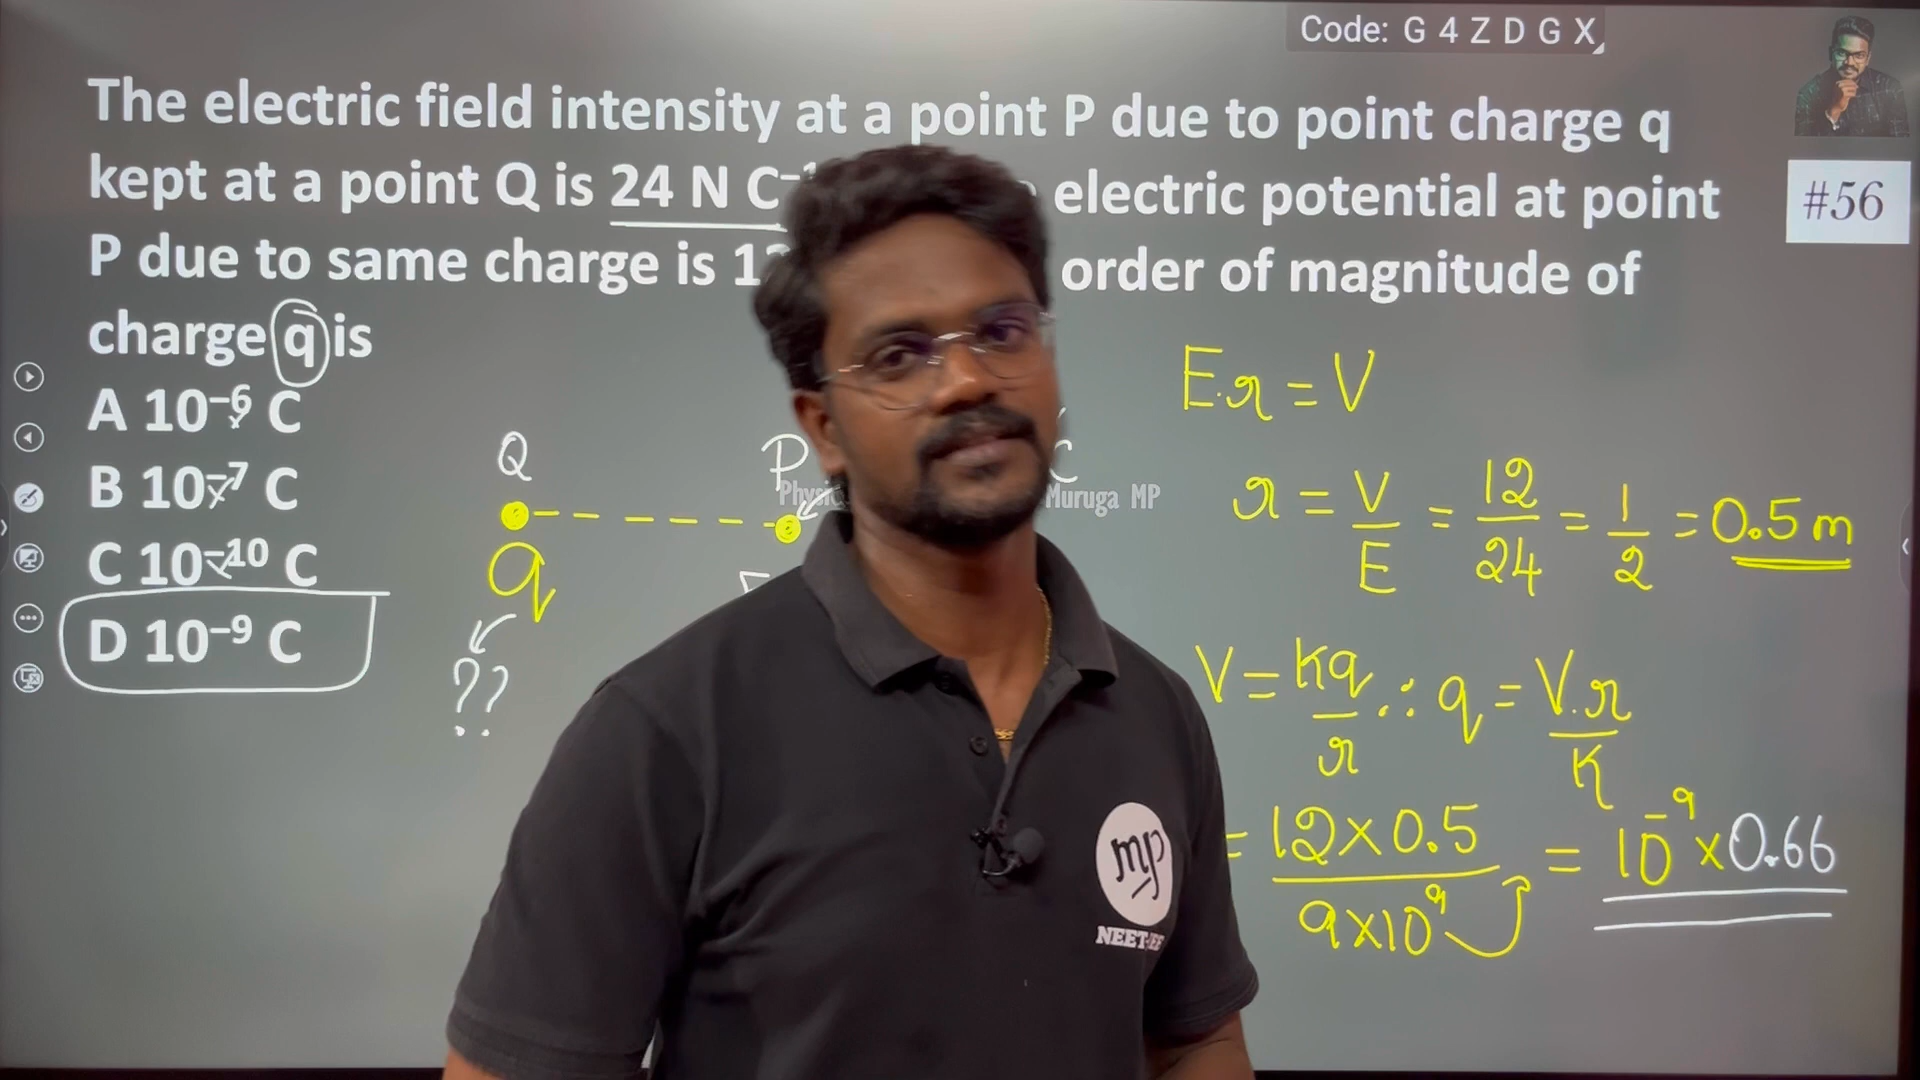 Code: G 4 Z D G X
The electric field intensity at a point P due to point charge q
kept at a point Q is 24 N C⁻¹ electric potential at point
#56
P due to same charge is order of magnitude of
charge q is
A 10⁻⁶ C
B 10⁻⁷ C
C 10⁻¹⁰ C
D 10⁻⁹ C
Q P
q
??
Muruga MP
E.r = V
r = V/E = 12/24 = 1/2 = 0.5 m
V = Kq/r ∴ q = V.r/K
= 12×0.5/9×10⁹ = 10⁻⁹×0.66
mp